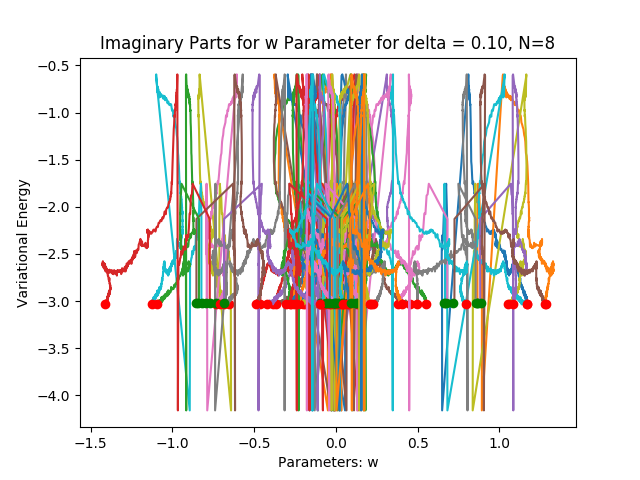 Imaginary Parts for w Parameter for delta = 0.10, N=8
−0.5
−1.0
−1.5
−2.0
−2.5
−3.0
−3.5
−4.0
Variational Energy
−1.5 −1.0 −0.5 0.0 0.5 1.0
Parameters: w